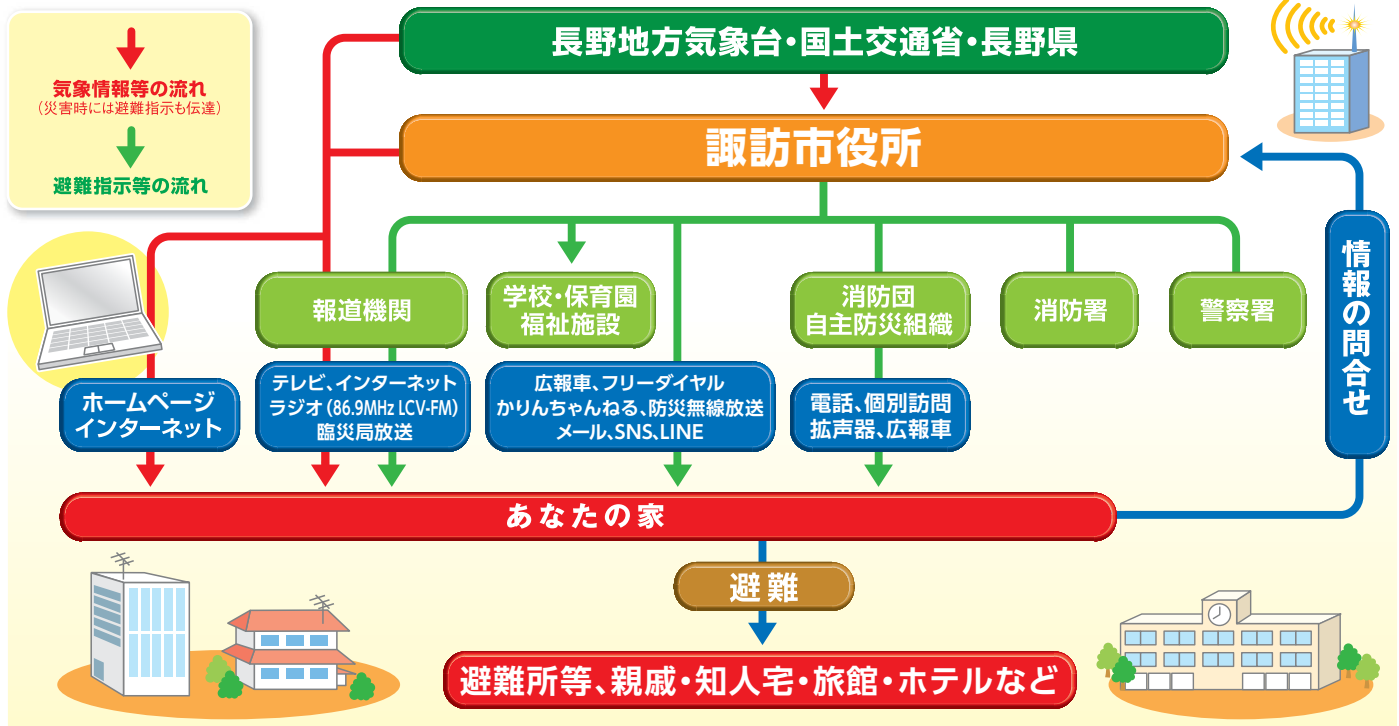 長野地方気象台・国土交通省・長野県
気象情報等の流れ
(災害時には避難指示も伝達)
避難指示等の流れ
諏訪市役所
情報の問合せ
報道機関
学校・保育園
福祉施設
消防団
自主防災組織
消防署
警察署
ホームページ
インターネット
テレビ、インターネット
ラジオ(86.9MHz LCV-FM)
臨災局放送
広報車、フリーダイヤル
かりんちゃんねる、防災無線放送
メール、SNS、LINE
電話、個別訪問
拡声器、広報車
あなたの家
避難
避難所等、親戚・知人宅・旅館・ホテルなど